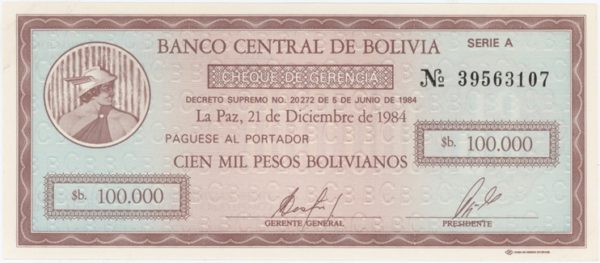 BANCO CENTRAL DE BOLIVIA
SERIE A
CHEQUE DE GERENCIA
№ 39563107
DECRETO SUPREMO NO. 20272 DE 5 DE JUNIO DE 1984
La Paz, 21 de Diciembre de 1984
PAGUESE AL PORTADOR
$b. 100.000
CIEN MIL PESOS BOLIVIANOS
$b. 100.000
GERENTE GENERAL
PRESIDENTE